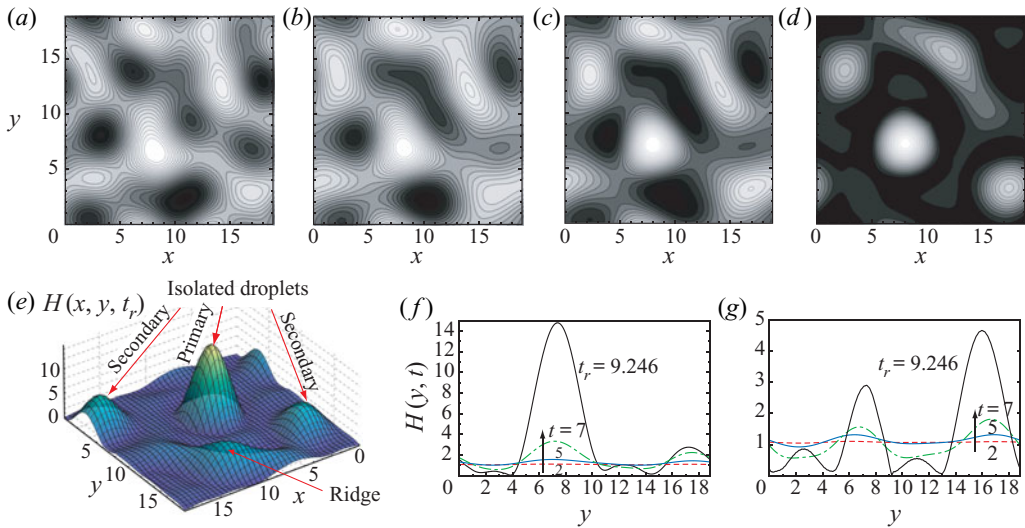 (a)
(b)
(c)
(d)
y
15
10
5
0
0 5 10 15
x
0 5 10 15
x
0 5 10 15
x
0 5 10 15
x
(e) H(x, y, t_r)
Isolated droplets
Secondary
Primary
Secondary
10
5
0
5
10
15
y
15
10
5
0
x
Ridge
(f)
H(y, t)
14
12
10
8
6
4
2
0 2 4 6 8 10 12 14 16 18
y
t_r = 9.246
t = 7
5
2
(g)
5
4
3
2
1
0 2 4 6 8 10 12 14 16 18
y
t_r = 9.246
t = 7
5
2